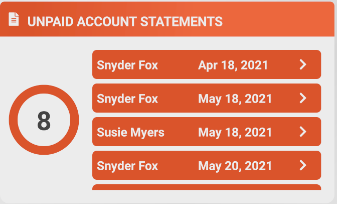 UNPAID ACCOUNT STATEMENTS
8
Snyder Fox Apr 18, 2021
Snyder Fox May 18, 2021
Susie Myers May 18, 2021
Snyder Fox May 20, 2021